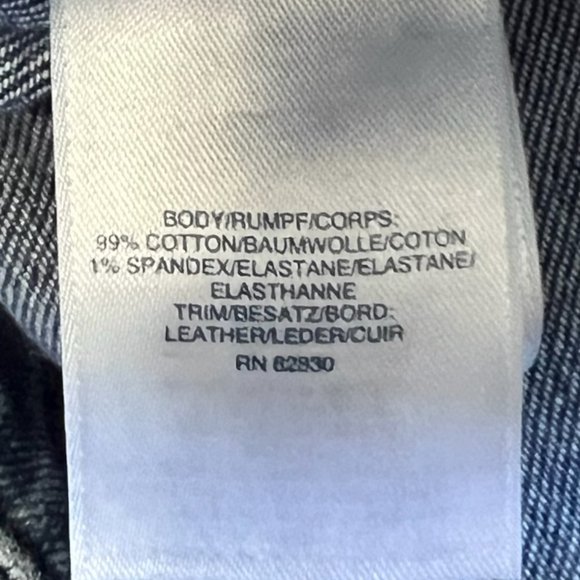 BODY/RUMPF/CORPS:
99% COTTON/BAUMWOLLE/COTON
1% SPANDEX/ELASTANE/ELASTANE/
ELASTHANNE
TRIM/BESATZ/BORD:
LEATHER/LEDER/CUIR
RN 62930